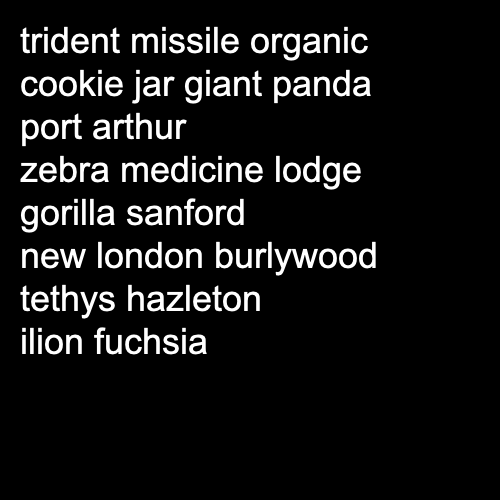 trident missile organic
cookie jar giant panda
port arthur
zebra medicine lodge
gorilla sanford
new london burlywood
tethys hazleton
ilion fuchsia